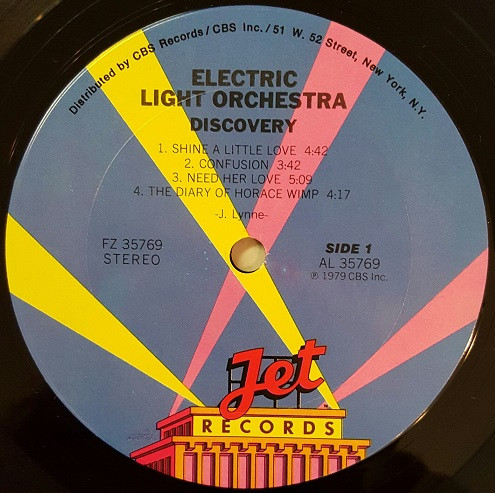 Distributed by CBS Records/CBS Inc./51 W. 52 Street, New York, N.Y.
ELECTRIC
LIGHT ORCHESTRA
DISCOVERY
1. SHINE A LITTLE LOVE 4:42
2. CONFUSION 3:42
3. NEED HER LOVE 5:09
4. THE DIARY OF HORACE WIMP 4:17
-J. Lynne-
FZ 35769
STEREO
SIDE 1
AL 35769
℗ 1979 CBS Inc.
Jet
RECORDS